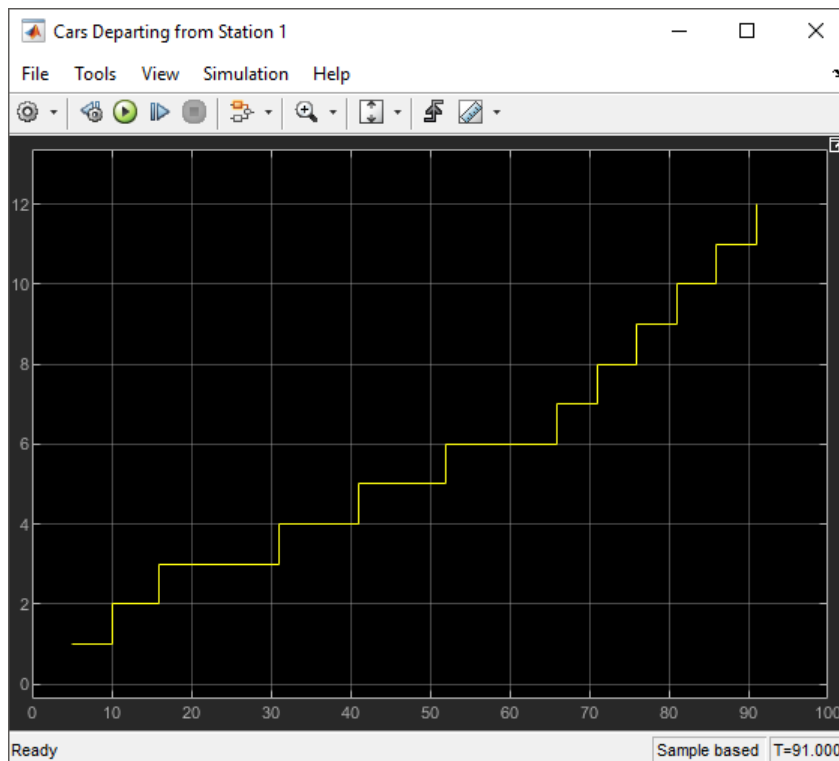 Cars Departing from Station 1
File Tools View Simulation Help
12
10
8
6
4
2
0
0 10 20 30 40 50 60 70 80 90 100
Ready Sample based T=91.000